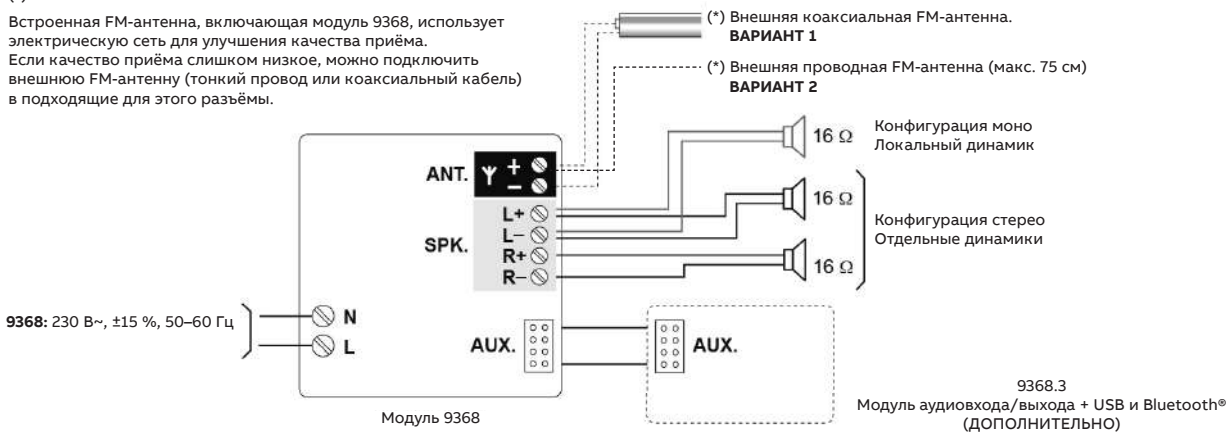 Встроенная FM-антенна, включающая модуль 9368, использует
электрическую сеть для улучшения качества приёма.
Если качество приёма слишком низкое, можно подключить
внешнюю FM-антенну (тонкий провод или коаксиальный кабель)
в подходящие для этого разъёмы.
(*) Внешняя коаксиальная FM-антенна.
ВАРИАНТ 1
(*) Внешняя проводная FM-антенна (макс. 75 см)
ВАРИАНТ 2
ANT.
+
–
16 Ω
Конфигурация моно
Локальный динамик
SPK.
L+
L–
R+
R–
16 Ω
16 Ω
Конфигурация стерео
Отдельные динамики
9368: 230 В~, ±15 %, 50–60 Гц
N
L
AUX.
AUX.
Модуль 9368
9368.3
Модуль аудиовхода/выхода + USB и Bluetooth®
(ДОПОЛНИТЕЛЬНО)